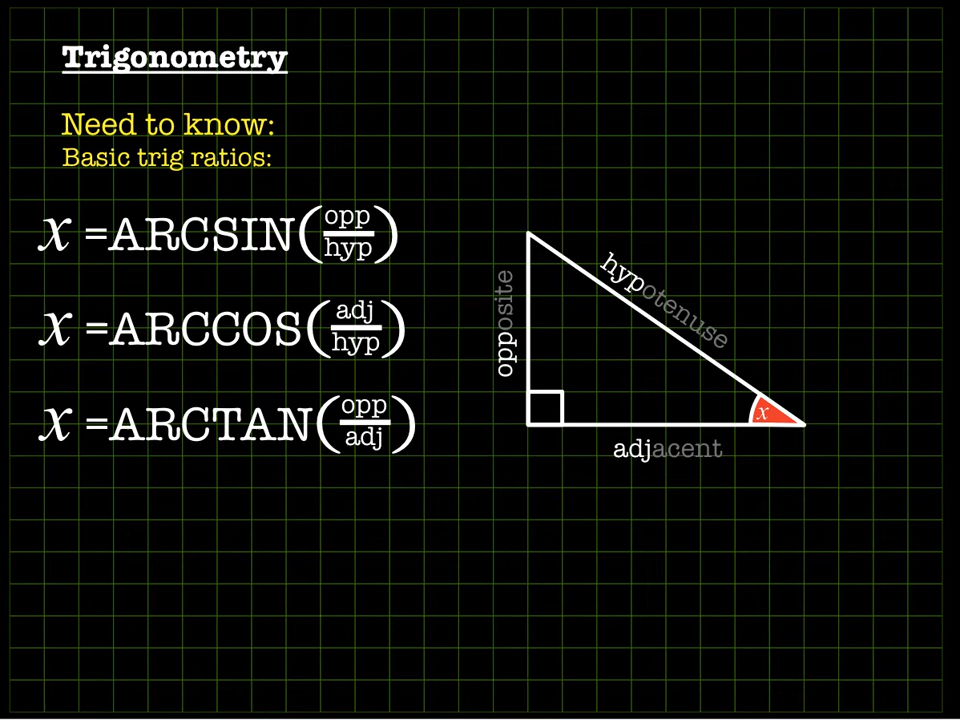 Trigonometry
Need to know:
Basic trig ratios:
x =ARCSIN(opp/hyp)
x =ARCCOS(adj/hyp)
x =ARCTAN(opp/adj)
opposite
hypotenuse
x
adjacent